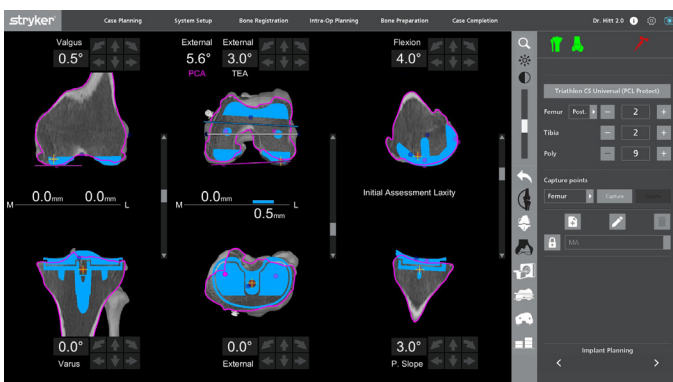 stryker
Case Planning
System Setup
Bone Registration
Intra-Op Planning
Bone Preparation
Case Completion
Dr. Hitt 2.0
Valgus
0.5°
External
5.6°
PCA
External
3.0°
TEA
Flexion
4.0°
M
0.0mm
0.0mm
L
M
0.0mm
0.5mm
L
Initial Assessment Laxity
0.0°
Varus
0.0°
External
3.0°
P. Slope
Triathlon CS Universal (PCL Protect)
Femur Post. − 2 +
Tibia − 2 +
Poly − 9 +
Capture points
Femur
Capture
MA
Implant Planning